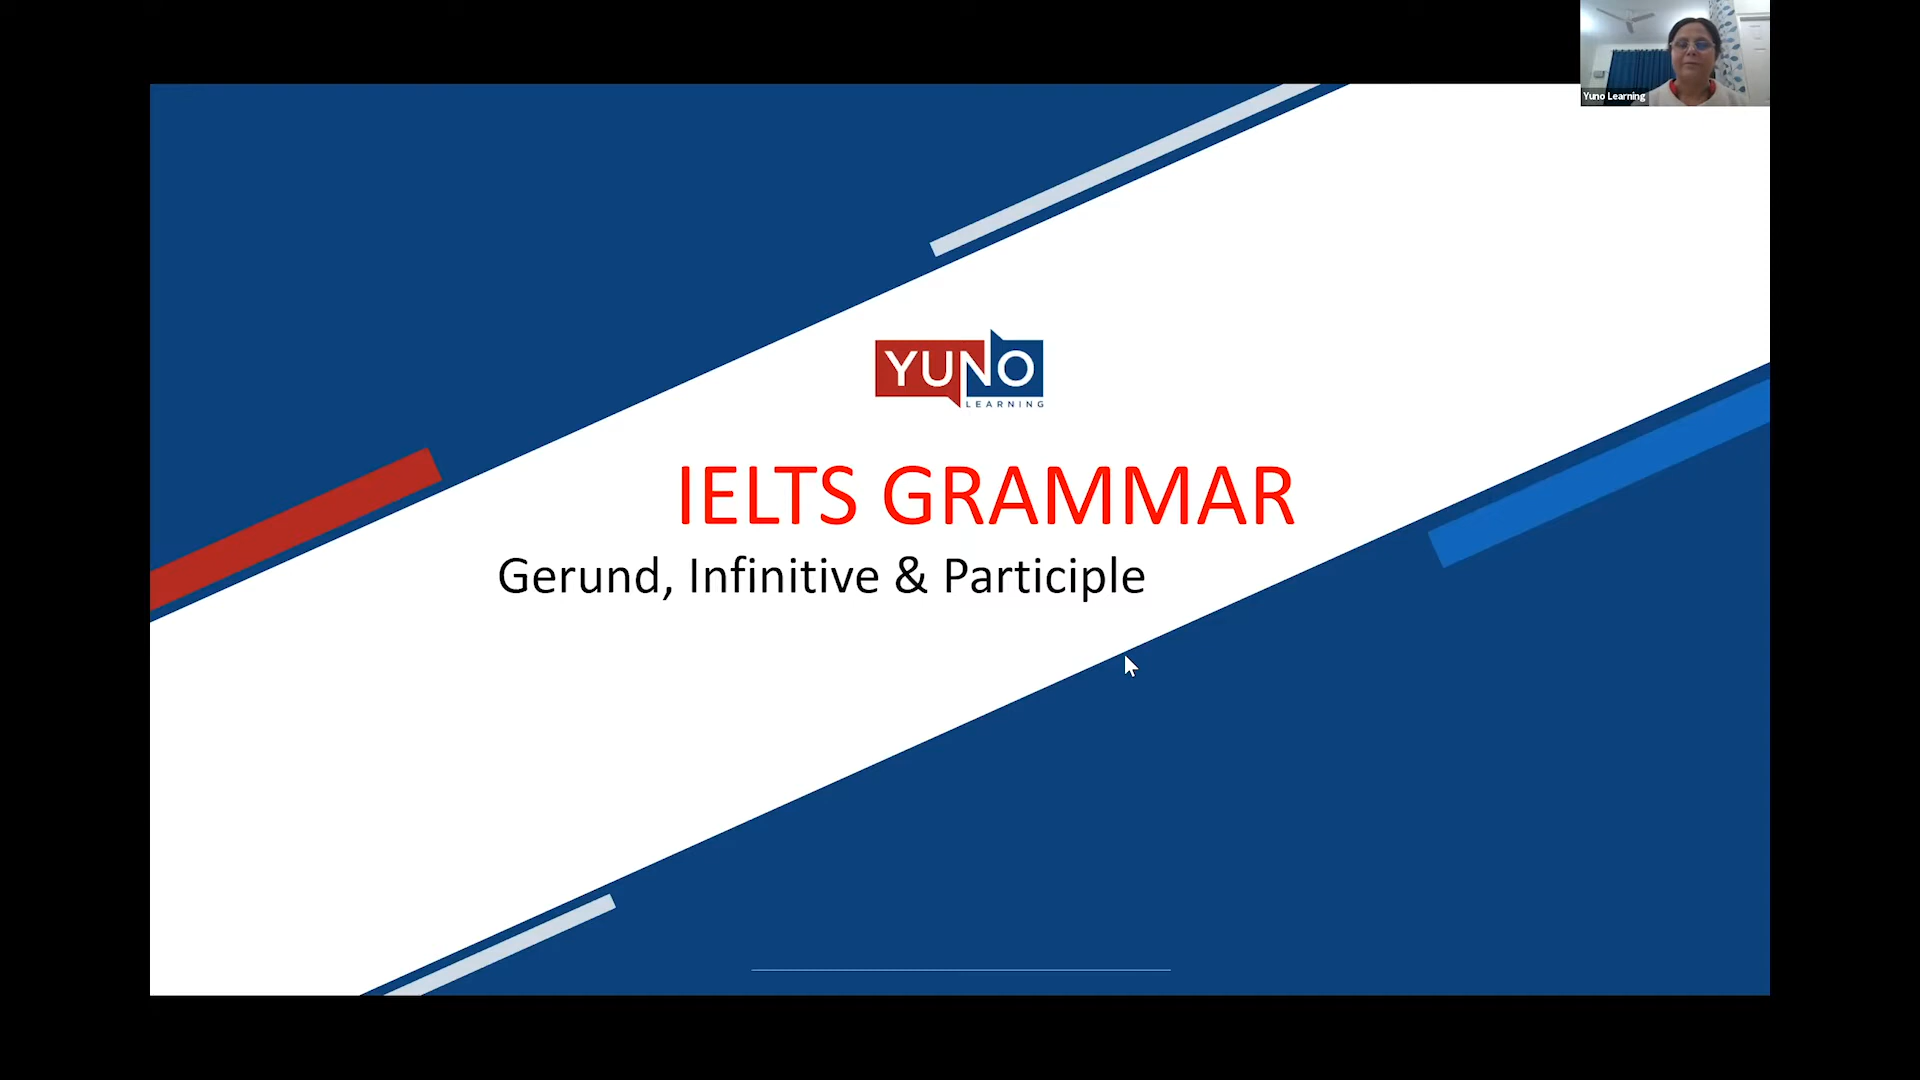 Yuno Learning
YUNO
LEARNING
IELTS GRAMMAR
Gerund, Infinitive & Participle